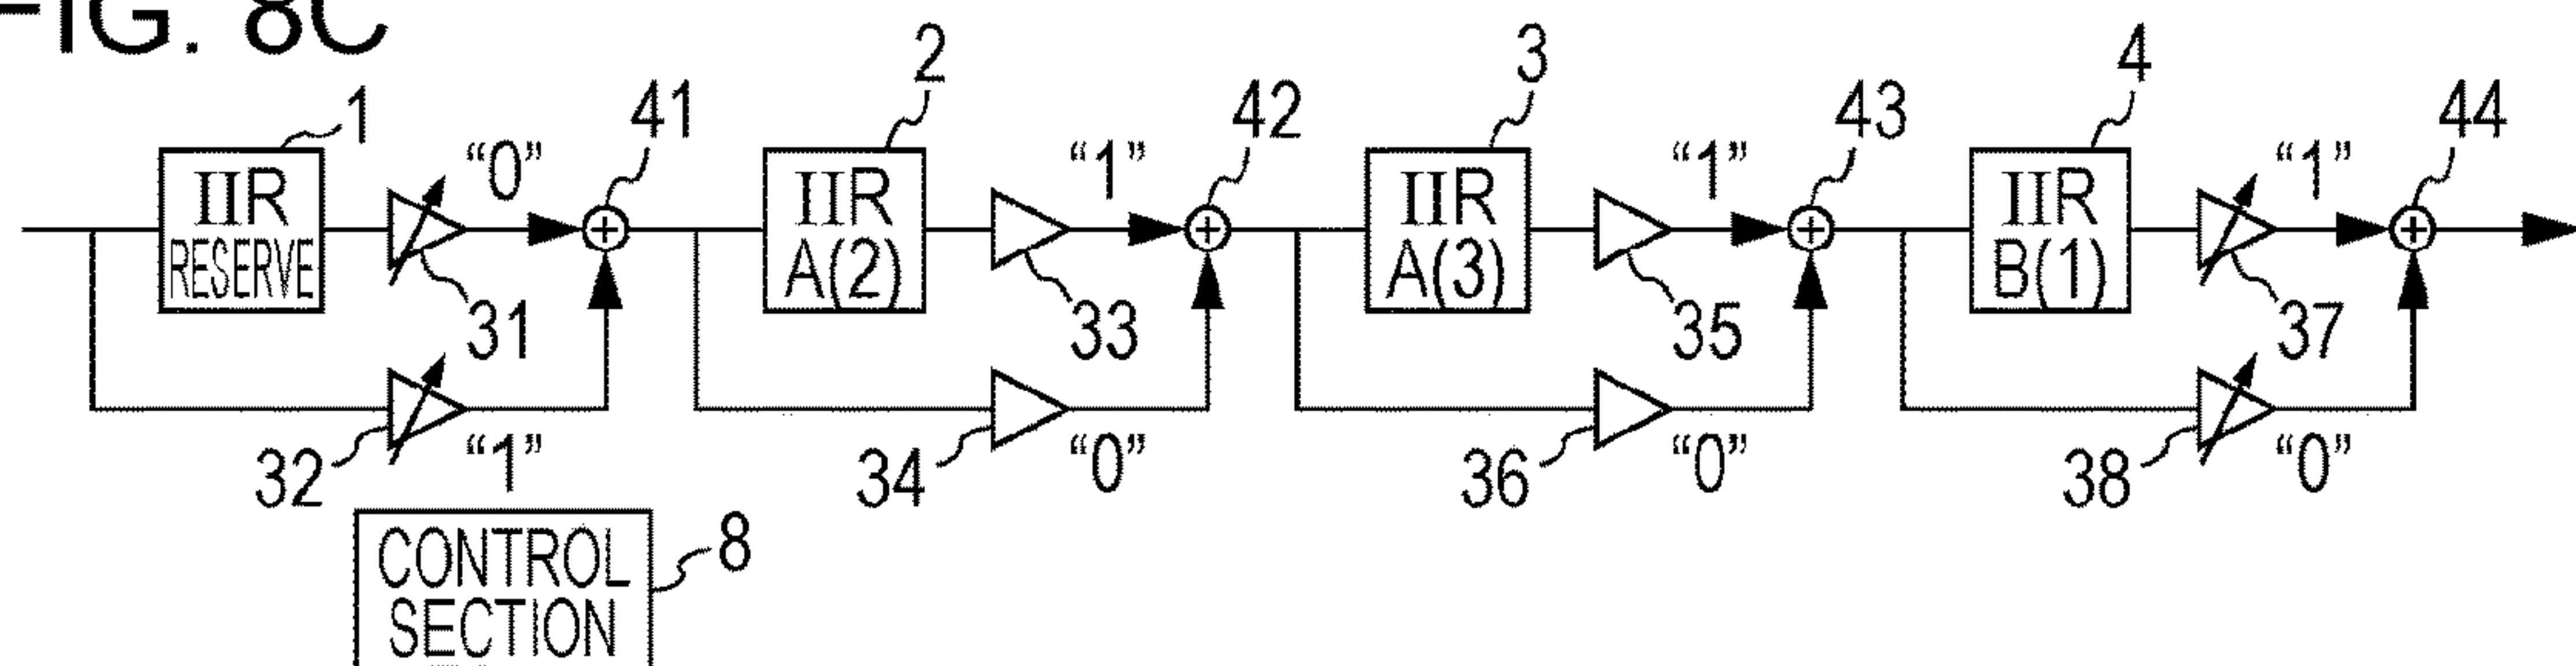 FIG. 8C
1
2
3
4
41
42
43
44
"0"
"1"
"1"
"1"
IIR
RESERVE
IIR
A(2)
IIR
A(3)
IIR
B(1)
31
33
35
37
32
34
36
38
"1"
"0"
"0"
"0"
CONTROL
SECTION
8